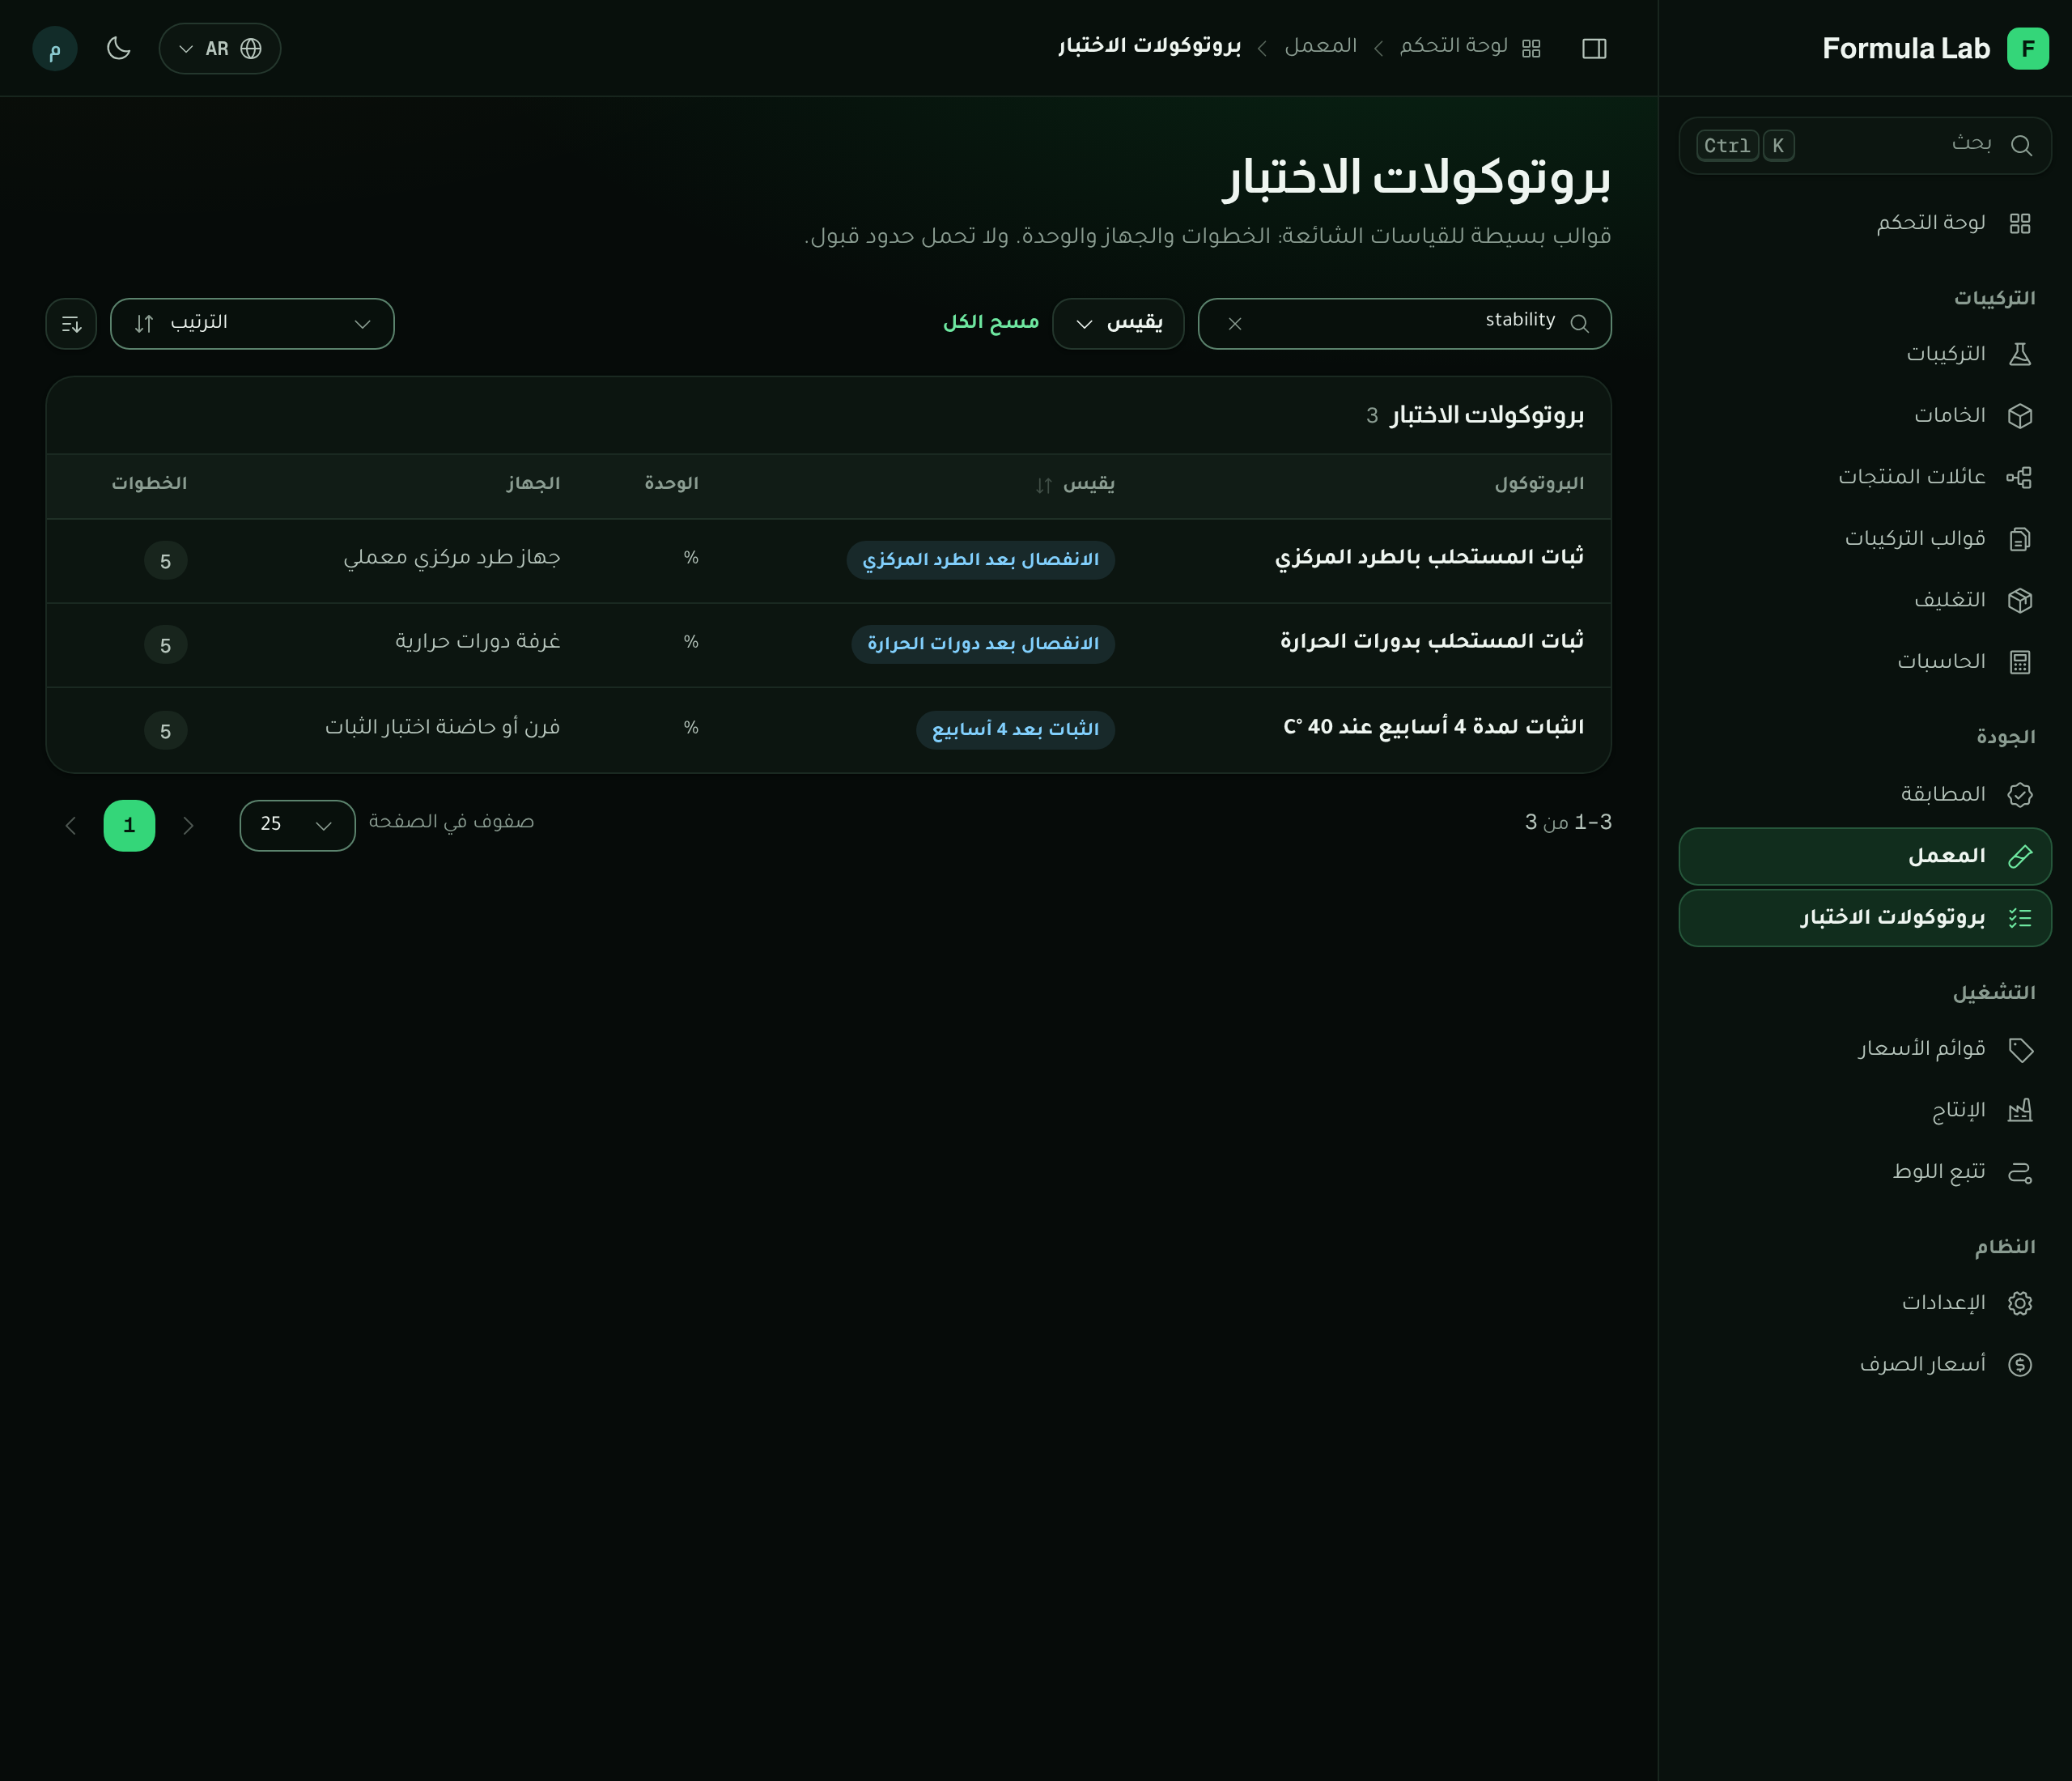 F Formula Lab
لوحة التحكم
المعمل
بروتوكولات الاختبار
AR
م
بحث
Ctrl K
لوحة التحكم
التركيبات
التركيبات
الخامات
عائلات المنتجات
قوالب التركيبات
التغليف
الحاسبات
الجودة
المطابقة
المعمل
بروتوكولات الاختبار
التشغيل
قوائم الأسعار
الإنتاج
تتبع اللوط
النظام
الإعدادات
أسعار الصرف
بروتوكولات الاختبار
قوالب بسيطة للقياسات الشائعة: الخطوات والجهاز والوحدة. ولا تحمل حدود قبول.
stability
يقيس
مسح الكل
الترتيب
بروتوكولات الاختبار 3
البروتوكول يقيس الوحدة الجهاز الخطوات
ثبات المستحلب بالطرد المركزي الانفصال بعد الطرد المركزي % جهاز طرد مركزي معملي 5
ثبات المستحلب بدورات الحرارة الانفصال بعد دورات الحرارة % غرفة دورات حرارية 5
الثبات لمدة 4 أسابيع عند 40 °C الثبات بعد 4 أسابيع % فرن أو حاضنة اختبار الثبات 5
1–3 من 3
صفوف في الصفحة 25
1